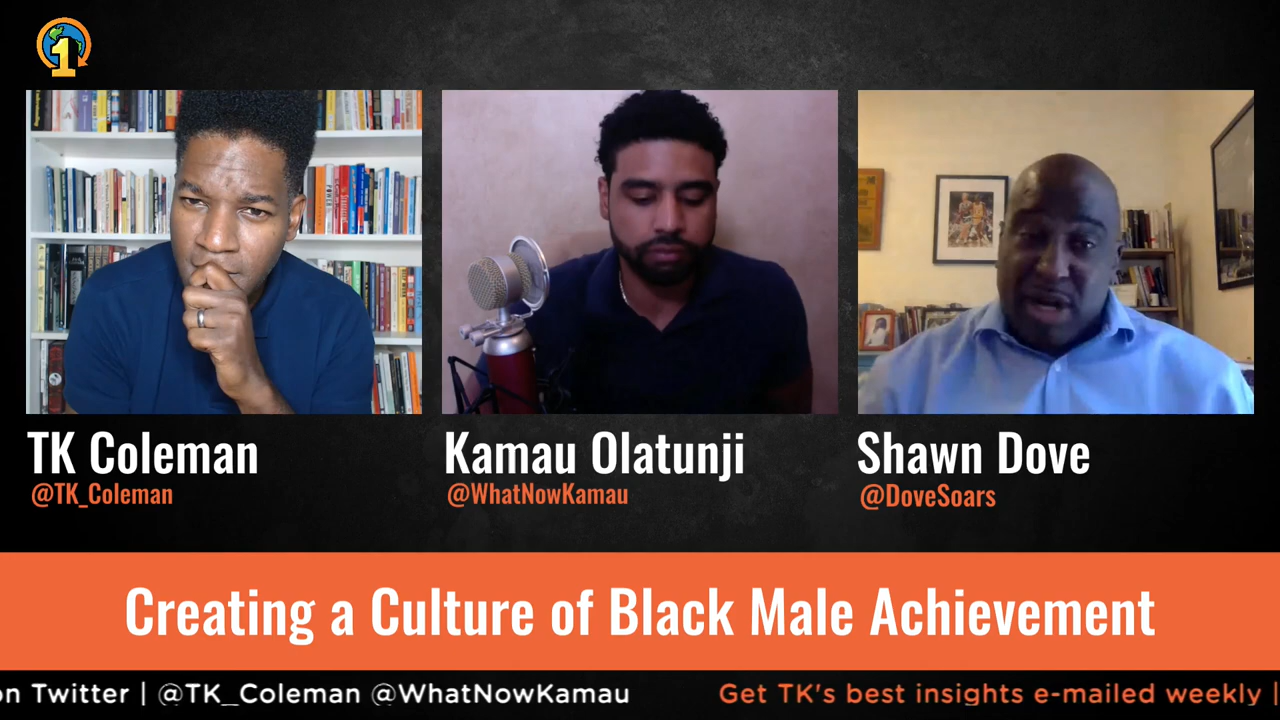 1
TK Coleman
@TK_Coleman
Kamau Olatunji
@WhatNowKamau
Shawn Dove
@DoveSoars
Creating a Culture of Black Male Achievement
on Twitter | @TK_Coleman @WhatNowKamau Get TK's best insights e-mailed weekly |